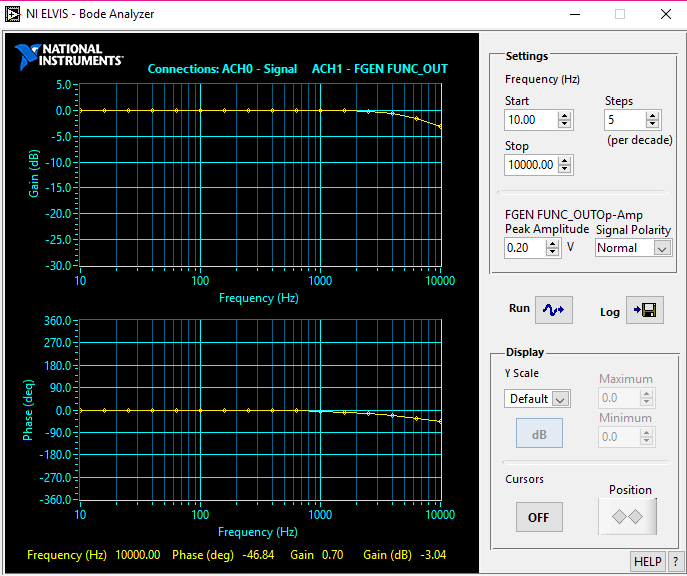 NI ELVIS - Bode Analyzer
NATIONAL
INSTRUMENTS™
Connections: ACH0 - Signal ACH1 - FGEN FUNC_OUT
5.0
0.0
-5.0
-10.0
-15.0
-20.0
-25.0
-30.0
Gain (dB)
10 100 1000 10000
Frequency (Hz)
360.0
270.0
180.0
90.0
0.0
-90.0
-180.0
-270.0
-360.0
Phase (deq)
10 100 1000 10000
Frequency (Hz)
Frequency (Hz) 10000.00 Phase (deg) -46.84 Gain 0.70 Gain (dB) -3.04
Settings
Frequency (Hz)
Start Steps
10.00 5
(per decade)
Stop
10000.00
FGEN FUNC_OUTOp-Amp
Peak Amplitude Signal Polarity
0.20 V Normal
Run Log
Display
Y Scale Maximum
Default 0.0
Minimum
dB 0.0
Cursors
Position
OFF
HELP ?